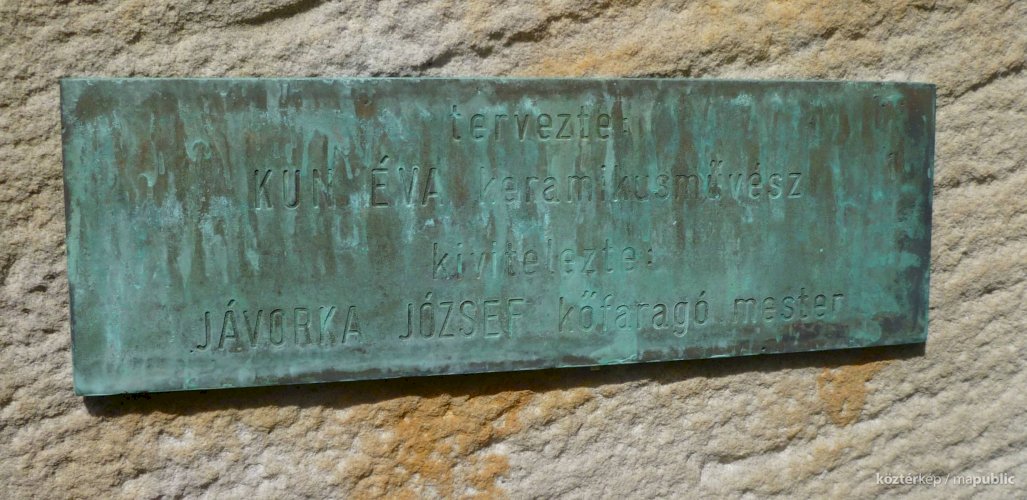 tervezte:
KUN ÉVA keramikusművész
kivitelezte:
JÁVORKA JÓZSEF kőfaragó mester
köztérkép / mapublic